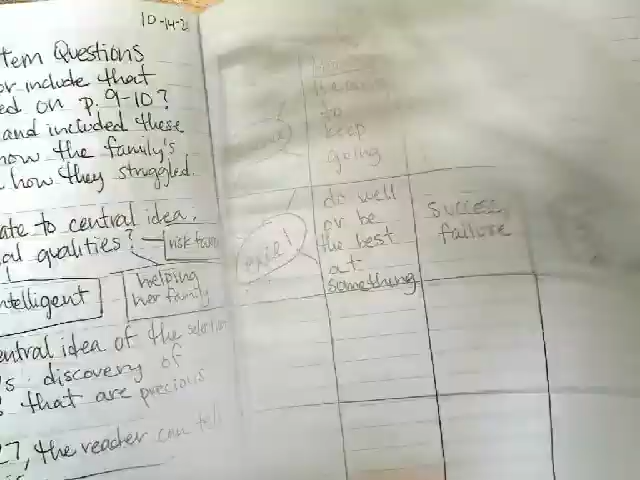 10-14-2
tem Questions
or include that
ed on p. 9-10?
and included these
how the family's
how they struggled.
ate to central idea.
al qualities?
risk
ntelligent
helping
her family
entral idea of the selection
's discovery of
that are precious
27, the reader can tell
to
keep
going
excel
do well
or be
the best
at
something
success,
failure